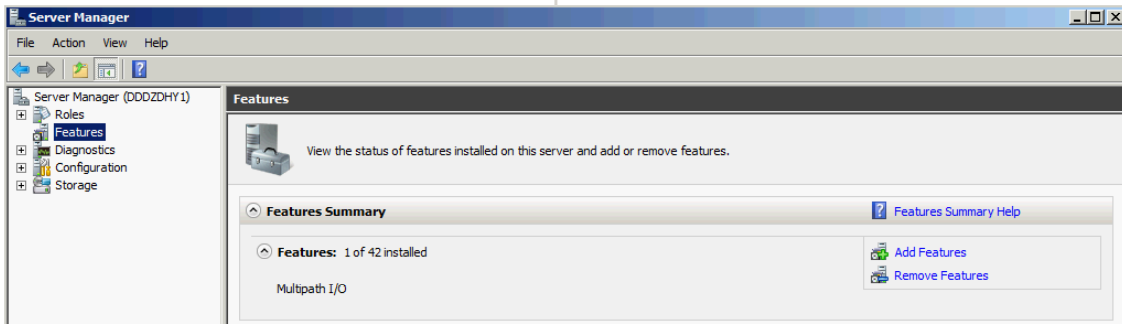 Server Manager
File Action View Help
Server Manager (DDDZDHY1)
Roles
Features
Diagnostics
Configuration
Storage
Features
View the status of features installed on this server and add or remove features.
Features Summary
Features Summary Help
Features: 1 of 42 installed
Add Features
Remove Features
Multipath I/O